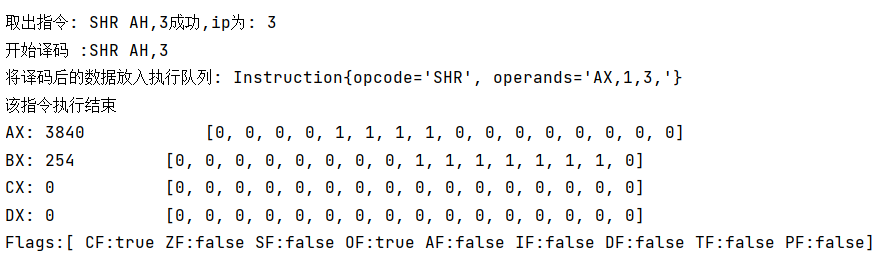 取出指令: SHR AH,3成功,ip为: 3
开始译码 :SHR AH,3
将译码后的数据放入执行队列: Instruction{opcode='SHR', operands='AX,1,3,'}
该指令执行结束
AX: 3840 [0, 0, 0, 0, 1, 1, 1, 1, 0, 0, 0, 0, 0, 0, 0, 0]
BX: 254 [0, 0, 0, 0, 0, 0, 0, 0, 1, 1, 1, 1, 1, 1, 1, 0]
CX: 0 [0, 0, 0, 0, 0, 0, 0, 0, 0, 0, 0, 0, 0, 0, 0, 0]
DX: 0 [0, 0, 0, 0, 0, 0, 0, 0, 0, 0, 0, 0, 0, 0, 0, 0]
Flags:[ CF:true ZF:false SF:false OF:true AF:false IF:false DF:false TF:false PF:false]